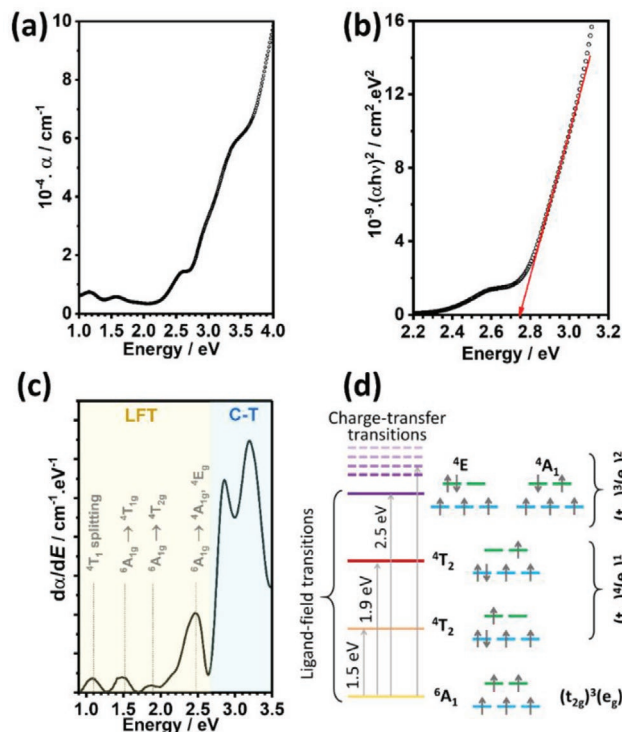 (a)
10⁻⁴. α / cm⁻¹
10
8
6
4
2
0
1.0 1.5 2.0 2.5 3.0 3.5 4.0
Energy / eV
(b)
10⁻⁹.(αhν)² / cm².eV²
16
12
8
4
0
2.2 2.4 2.6 2.8 3.0 3.2
Energy / eV
(c)
LFT C-T
dα/dE / cm⁻¹.eV⁻¹
⁴T₁ splitting
⁶A₁g → ⁴T₁g
⁶A₁g → ⁴T₂g
⁶A₁g → ⁴A₁g, ⁴Eg
1.0 1.5 2.0 2.5 3.0 3.5
Energy / eV
(d)
Charge-transfer
transitions
Ligand-field transitions
1.5 eV
1.9 eV
2.5 eV
⁴E
⁴A₁
⁴T₂
⁴T₂
⁶A₁
)³(e )²
)⁴(e )¹
(t₂g)³(eg)